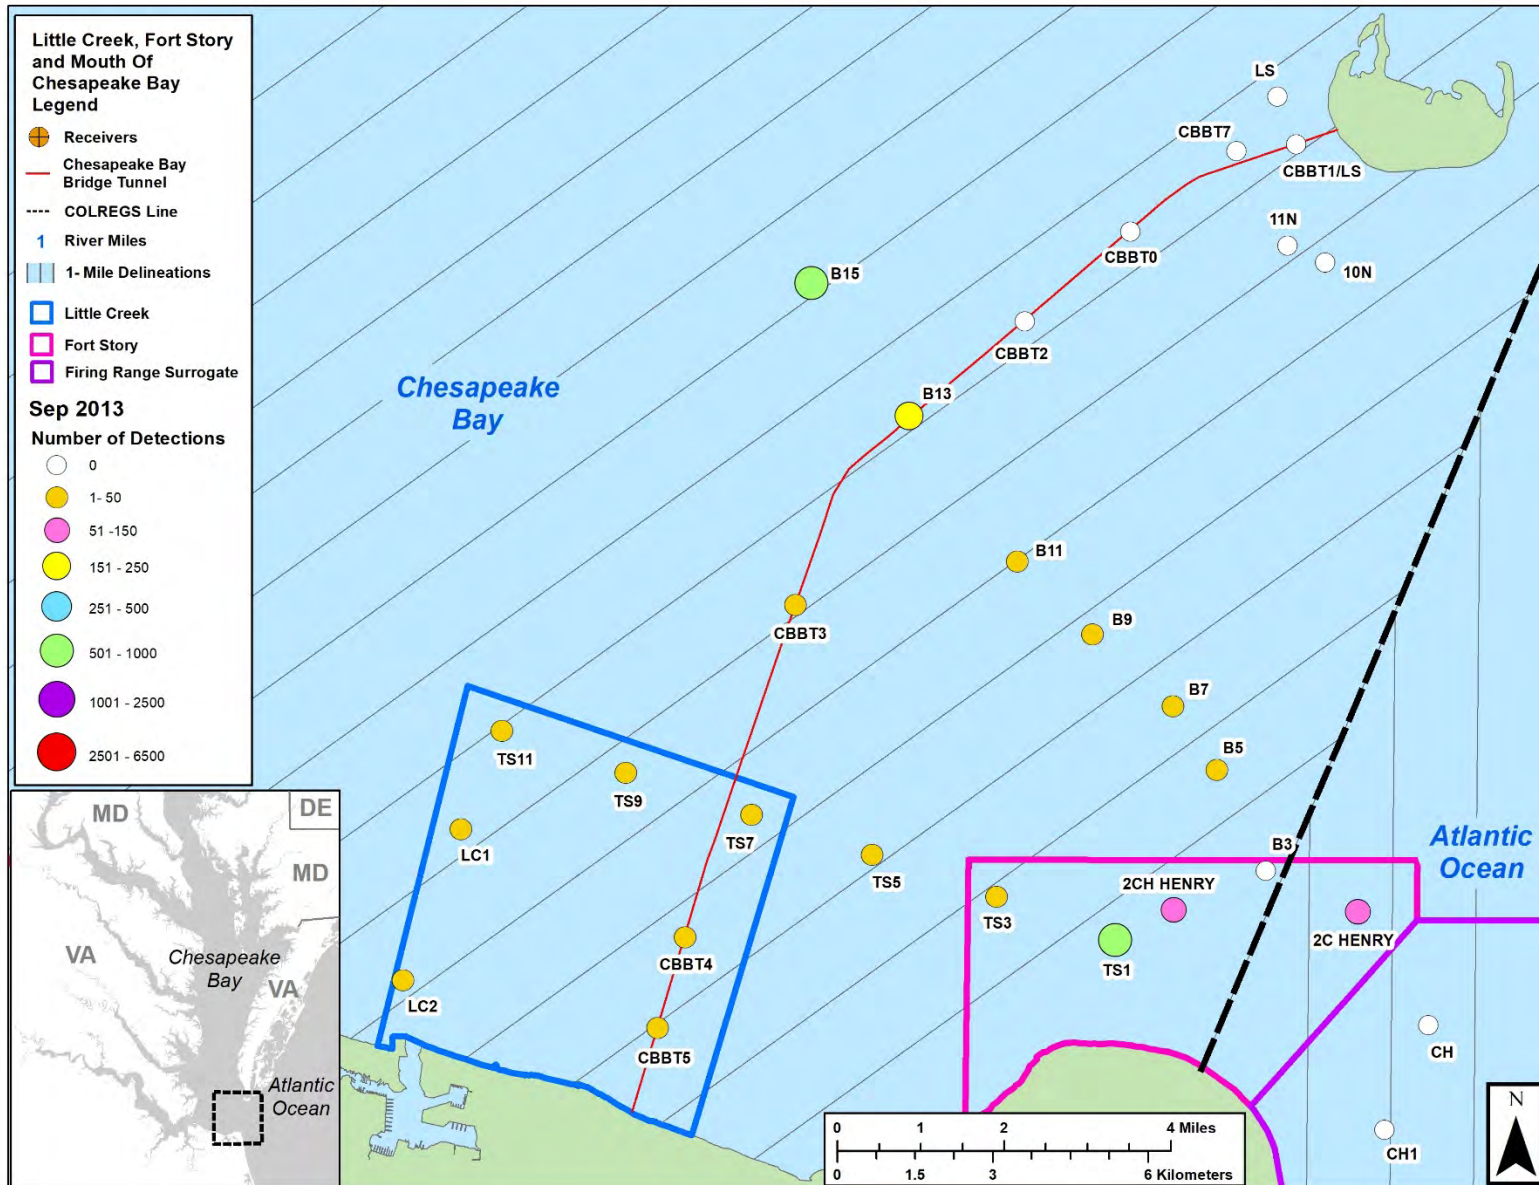 Little Creek, Fort Story
and Mouth Of
Chesapeake Bay
Legend
Receivers
Chesapeake Bay
Bridge Tunnel
COLREGS Line
1 River Miles
1- Mile Delineations
Little Creek
Fort Story
Firing Range Surrogate
Sep 2013
Number of Detections
0
1- 50
51 -150
151 - 250
251 - 500
501 - 1000
1001 - 2500
2501 - 6500
LS
CBBT7
CBBT1/LS
11N
10N
CBBT0
B15
CBBT2
Chesapeake
Bay
B13
B11
CBBT3
B9
B7
B5
TS11
TS9
TS7
LC1
TS5
B3
Atlantic
Ocean
2CH HENRY
TS3
2C HENRY
TS1
CBBT4
LC2
CBBT5
CH
CH1
MD
DE
MD
VA
Chesapeake
Bay
VA
Atlantic
Ocean
0 1 2 4 Miles
0 1.5 3 6 Kilometers
N